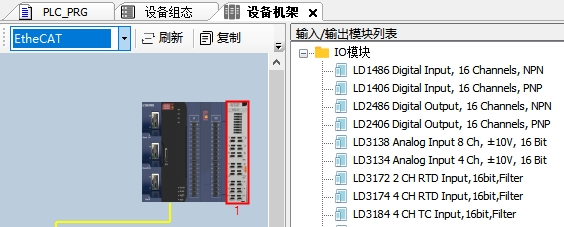 PLC_PRG 设备组态 设备机架
EtheCAT 刷新 复制
1
输入/输出模块列表
IO模块
LD1486 Digital Input, 16 Channels, NPN
LD1406 Digital Input, 16 Channels, PNP
LD2486 Digital Output, 16 Channels, NPN
LD2406 Digital Output, 16 Channels, PNP
LD3138 Analog Input 8 Ch, ±10V, 16 Bit
LD3134 Analog Input 4 Ch, ±10V, 16 Bit
LD3172 2 CH RTD Input,16bit,Filter
LD3174 4 CH RTD Input,16bit,Filter
LD3184 4 CH TC Input,16bit,Filter